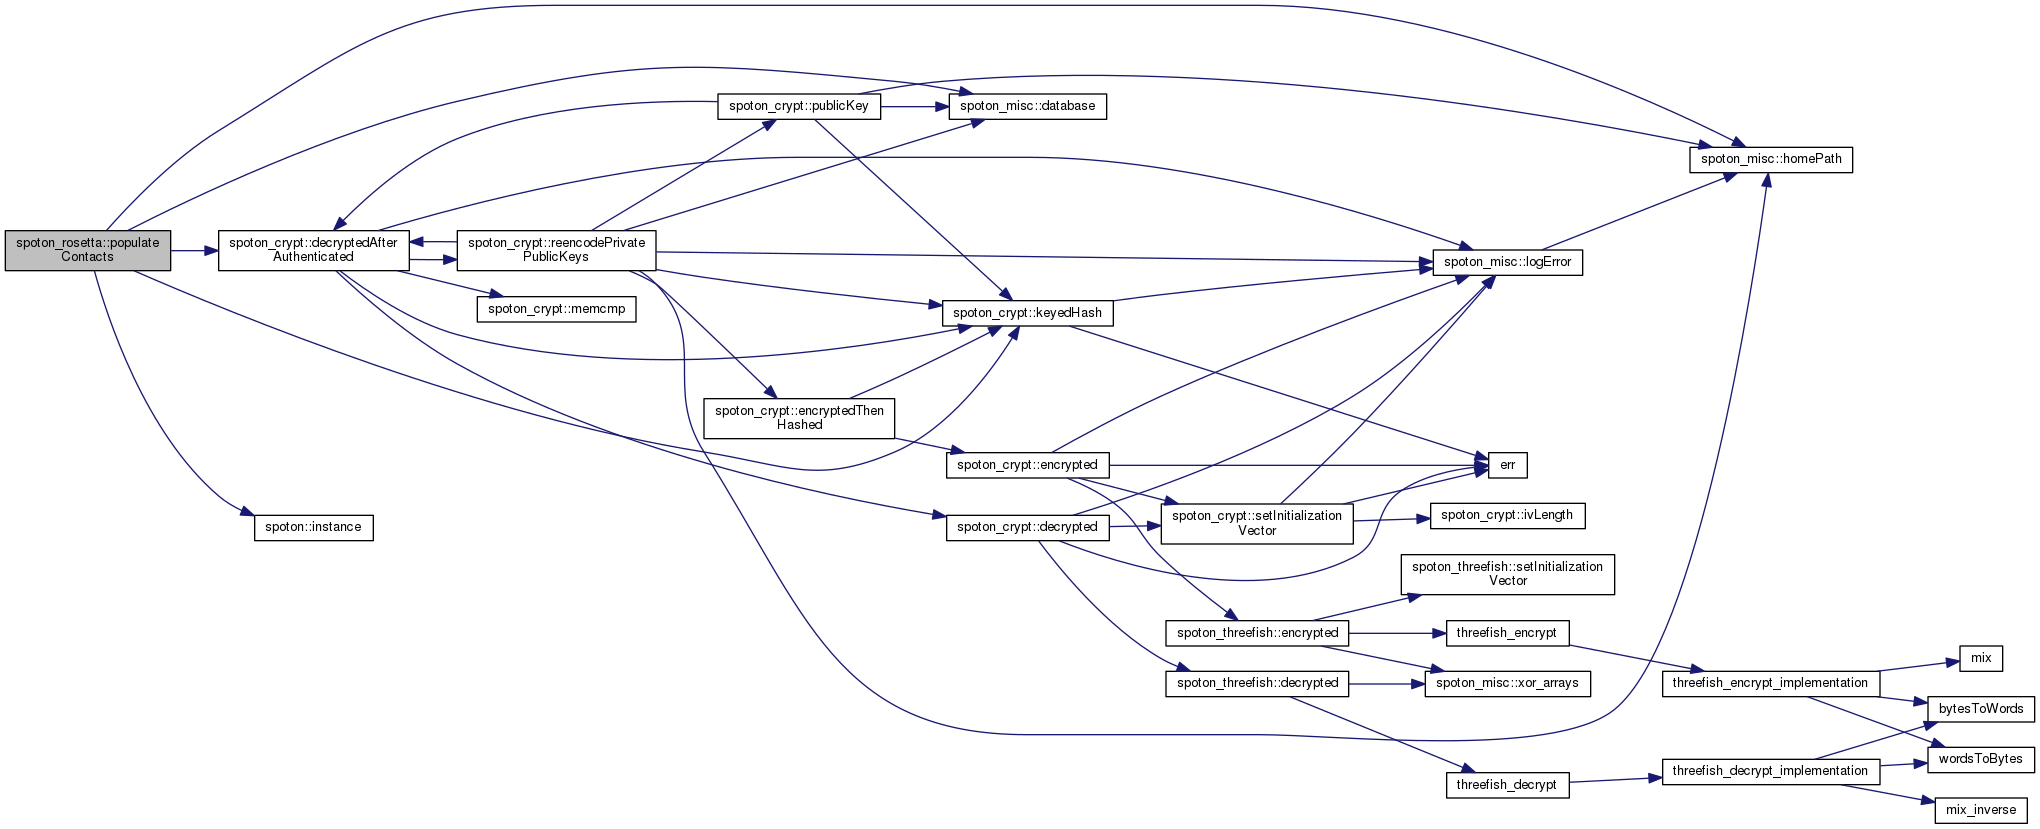 spoton_rosetta::populate
Contacts
spoton_crypt::decryptedAfter
Authenticated
spoton::instance
spoton_crypt::reencodePrivate
PublicKeys
spoton_crypt::memcmp
spoton_crypt::publicKey
spoton_crypt::encryptedThen
Hashed
spoton_misc::database
spoton_crypt::keyedHash
spoton_crypt::encrypted
spoton_crypt::decrypted
spoton_crypt::setInitialization
Vector
spoton_threefish::encrypted
spoton_threefish::decrypted
spoton_misc::logError
err
spoton_crypt::ivLength
spoton_threefish::setInitialization
Vector
threefish_encrypt
spoton_misc::xor_arrays
threefish_decrypt
spoton_misc::homePath
threefish_encrypt_implementation
threefish_decrypt_implementation
mix
bytesToWords
wordsToBytes
mix_inverse